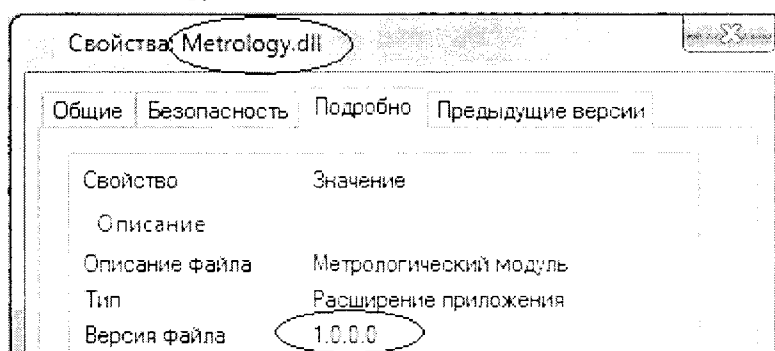 Свойства: Metrology.dll
Общие Безопасность Подробно Предыдущие версии
Свойство Значение
Описание
Описание файла Метрологический модуль
Тип Расширение приложения
Версия файла 1.0.0.0